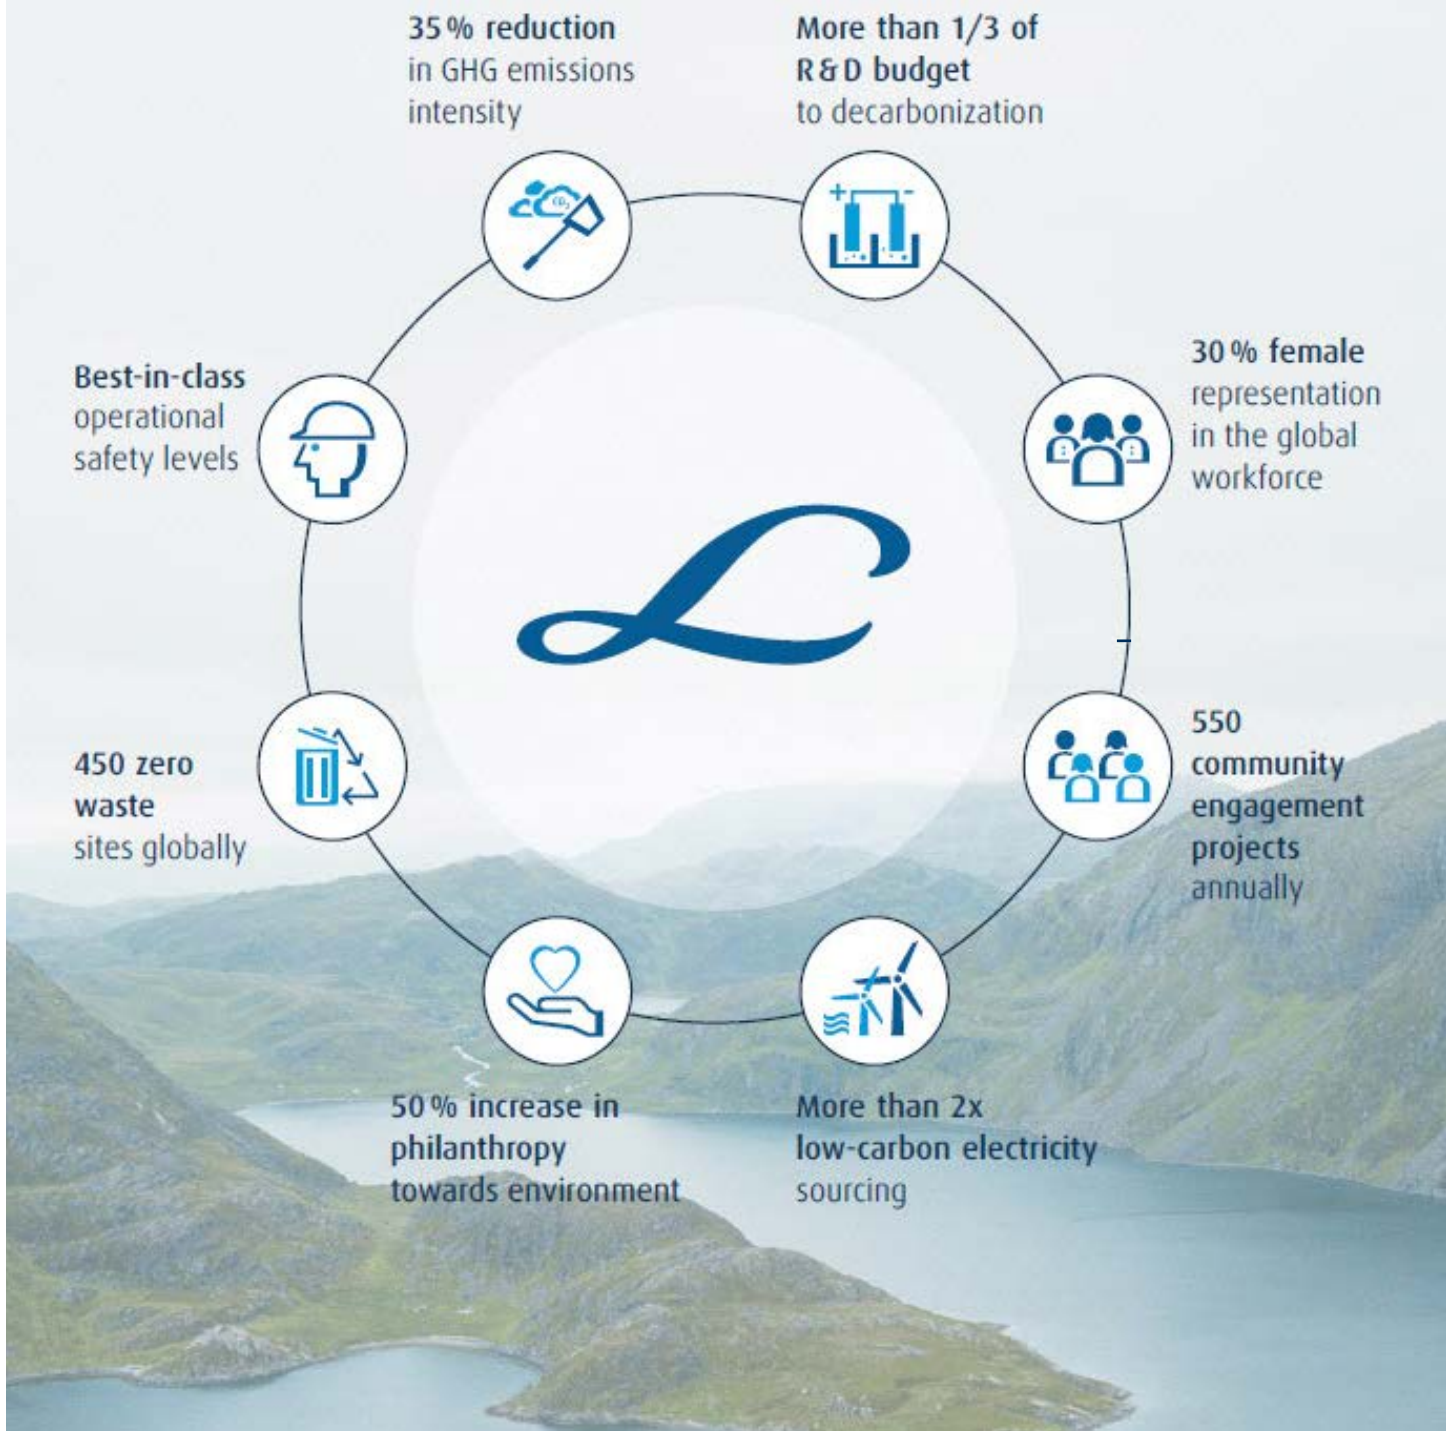 35 % reduction
in GHG emissions
intensity
More than 1/3 of
R & D budget
to decarbonization
CO₂
+ -
30 % female
representation
in the global
workforce
Best-in-class
operational
safety levels
L
550
community
engagement
projects
annually
450 zero
waste
sites globally
50 % increase in
philanthropy
towards environment
More than 2x
low-carbon electricity
sourcing